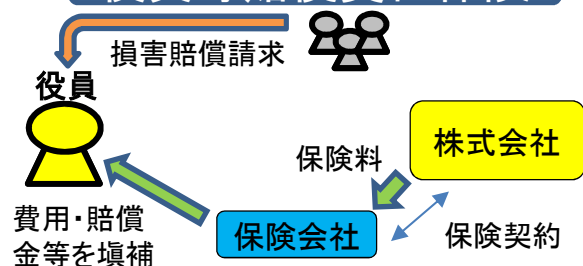 損害賠償請求
役員
株式会社
保険料
費用・賠償
金等を塡補
保険会社
保険契約